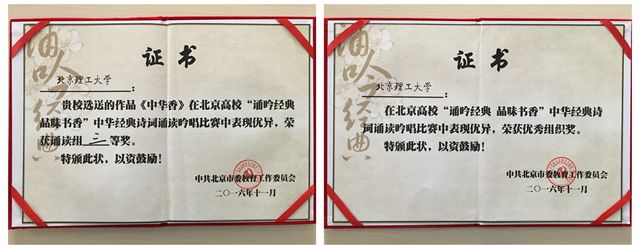 诵吟经典
证书
北京理工大学：
贵校选送的作品《中华香》在北京高校“诵吟经典
品味书香”中华经典诗词诵读吟唱比赛中表现优异，荣
获诵读组三等奖。
特颁此状，以资鼓励！
中共北京市委教育工作委员会
二〇一六年十一月
诵吟经典
证书
北京理工大学：
在北京高校“诵吟经典 品味书香”中华经典诗
词诵读吟唱比赛中表现优异，荣获优秀组织奖。
特颁此状，以资鼓励！
中共北京市委教育工作委员会
二〇一六年十一月